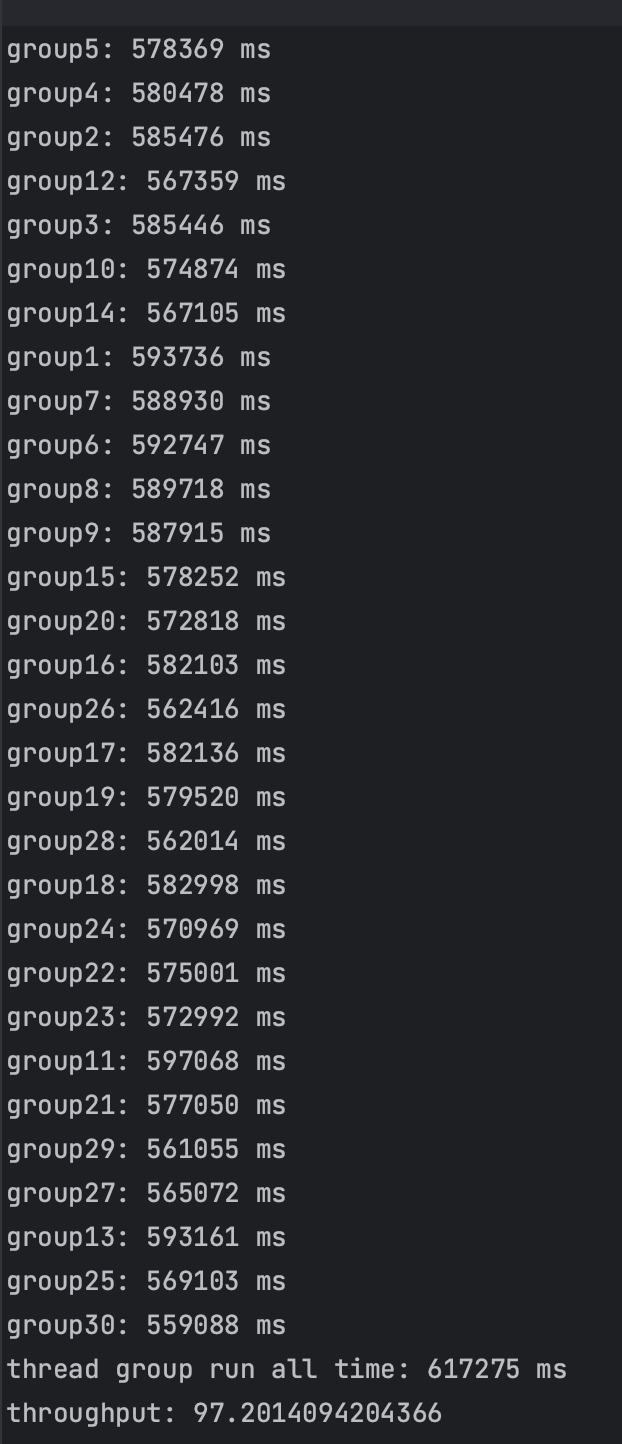 group5: 578369 ms
group4: 580478 ms
group2: 585476 ms
group12: 567359 ms
group3: 585446 ms
group10: 574874 ms
group14: 567105 ms
group1: 593736 ms
group7: 588930 ms
group6: 592747 ms
group8: 589718 ms
group9: 587915 ms
group15: 578252 ms
group20: 572818 ms
group16: 582103 ms
group26: 562416 ms
group17: 582136 ms
group19: 579520 ms
group28: 562014 ms
group18: 582998 ms
group24: 570969 ms
group22: 575001 ms
group23: 572992 ms
group11: 597068 ms
group21: 577050 ms
group29: 561055 ms
group27: 565072 ms
group13: 593161 ms
group25: 569103 ms
group30: 559088 ms
thread group run all time: 617275 ms
throughput: 97.2014094204366